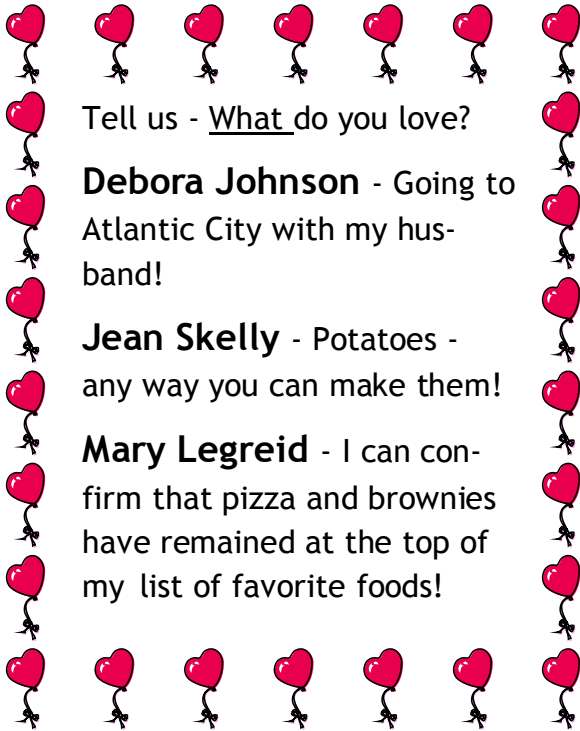 Tell us - What do you love?
Debora Johnson - Going to
Atlantic City with my hus-
band!
Jean Skelly - Potatoes -
any way you can make them!
Mary Legreid - I can con-
firm that pizza and brownies
have remained at the top of
my list of favorite foods!